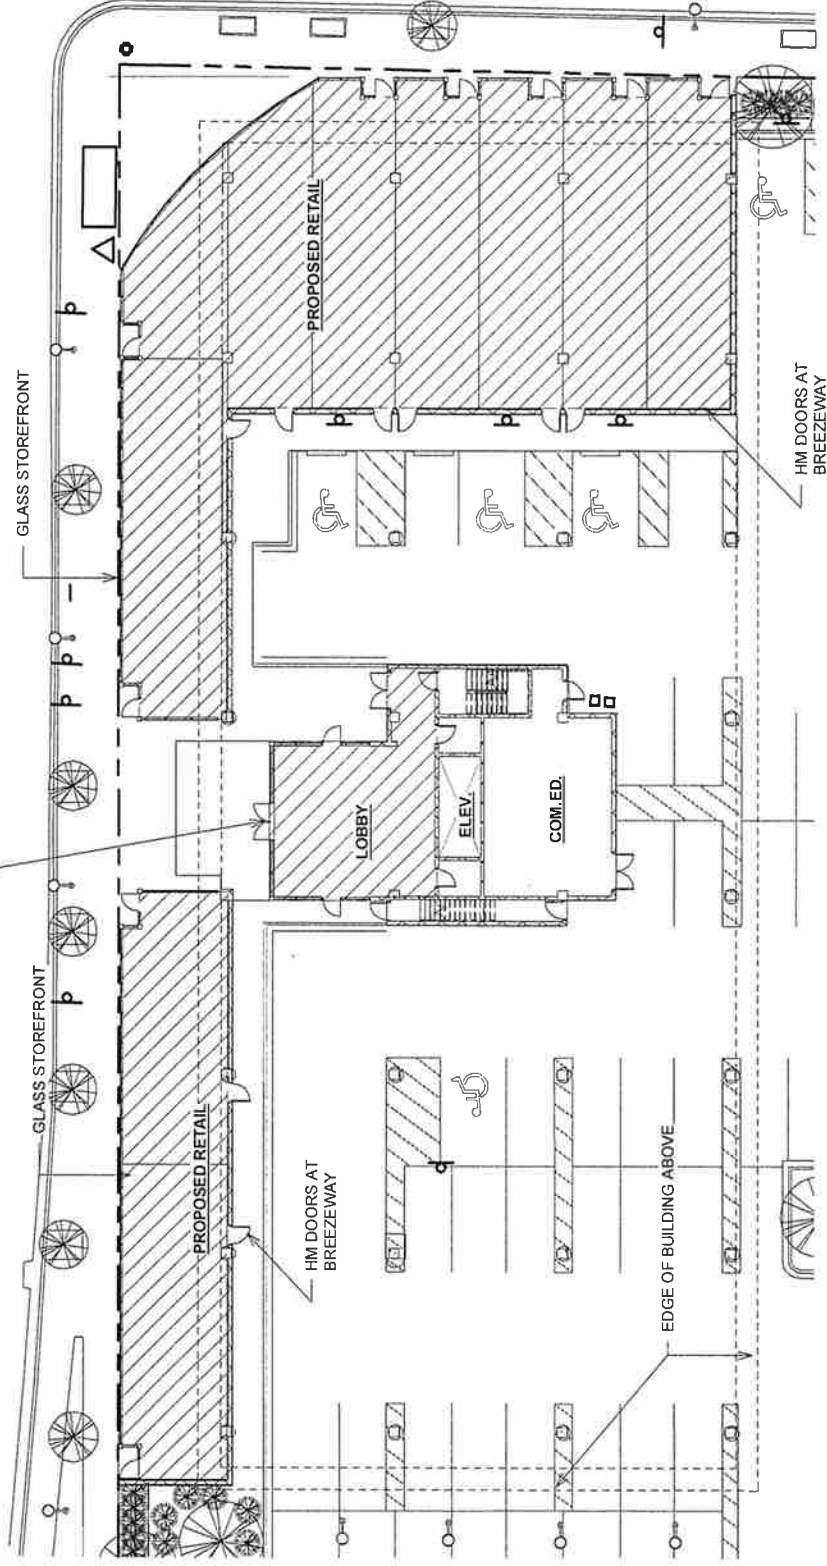 GLASS STOREFRONT
GLASS STOREFRONT
PROPOSED RETAIL
PROPOSED RETAIL
HM DOORS AT
BREEZEWAY
HM DOORS AT
BREEZEWAY
LOBBY
ELEV.
COM.ED.
EDGE OF BUILDING ABOVE